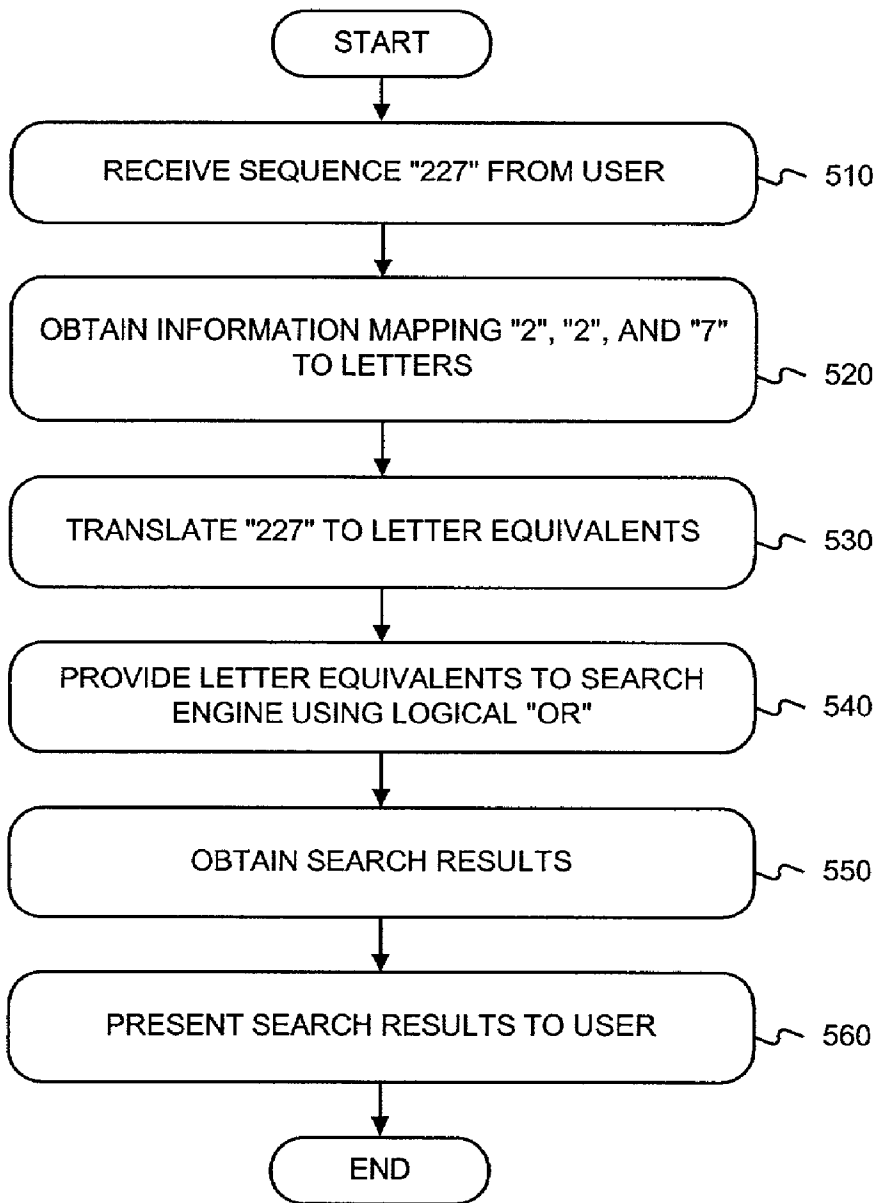 START
RECEIVE SEQUENCE "227" FROM USER
510
OBTAIN INFORMATION MAPPING "2", "2", AND "7"
TO LETTERS
520
TRANSLATE "227" TO LETTER EQUIVALENTS
530
PROVIDE LETTER EQUIVALENTS TO SEARCH
ENGINE USING LOGICAL "OR"
540
OBTAIN SEARCH RESULTS
550
PRESENT SEARCH RESULTS TO USER
560
END